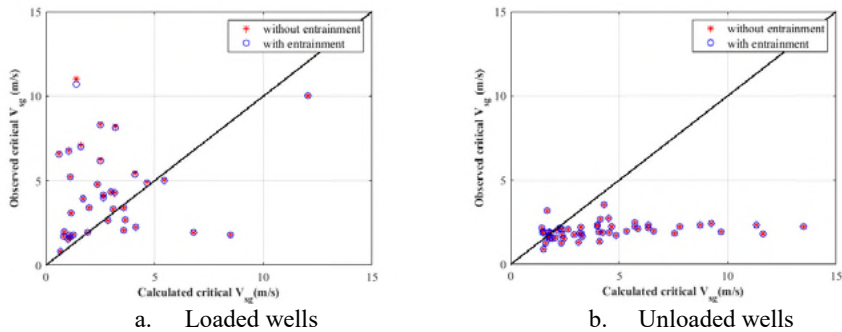 15
without entrainment
with entrainment
Observed critical V_sg (m/s)
10
5
0
0 5 10 15
Calculated critical V_sg (m/s)
a. Loaded wells
15
without entrainment
with entrainment
Observed critical V_sg (m/s)
10
5
0
0 5 10 15
Calculated critical V_sg (m/s)
b. Unloaded wells